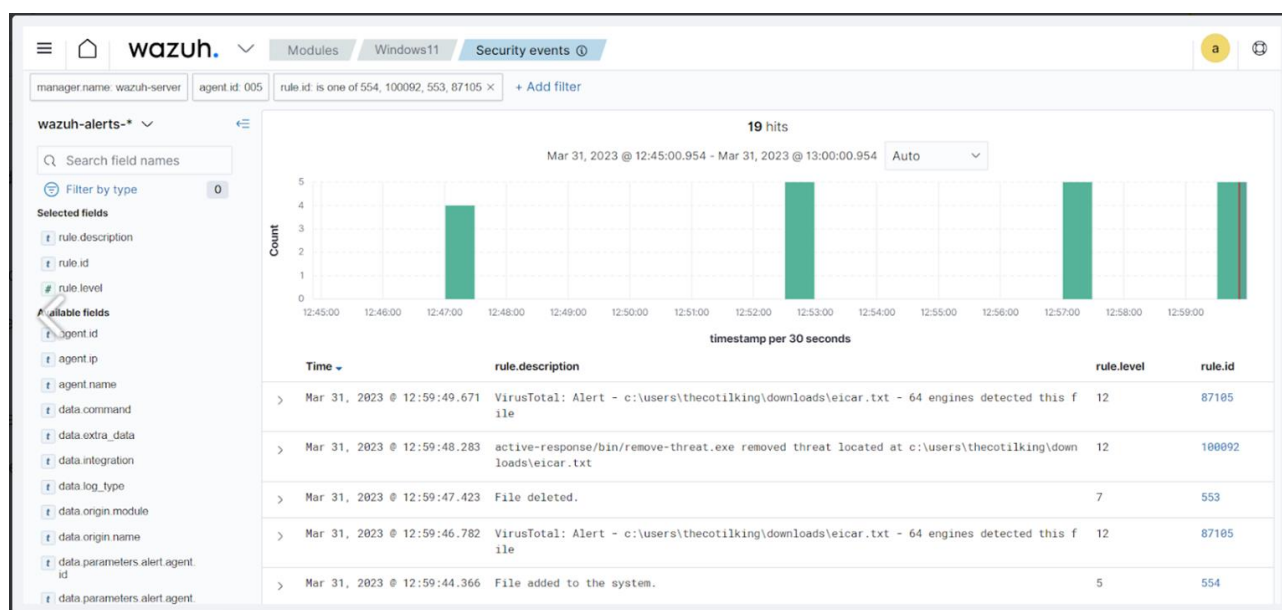 wazuh.
Modules
Windows11
Security events
a
manager.name: wazuh-server
agent.id: 005
rule.id: is one of 554, 100092, 553, 87105 ×
+ Add filter
wazuh-alerts-*
Search field names
Filter by type
0
Selected fields
t rule.description
t rule.id
# rule.level
Available fields
t agent.id
t agent.ip
t agent.name
t data.command
t data.extra_data
t data.integration
t data.log_type
t data.origin.module
t data.origin.name
t data.parameters.alert.agent.
id
t data.parameters.alert.agent.
19 hits
Mar 31, 2023 @ 12:45:00.954 - Mar 31, 2023 @ 13:00:00.954
Auto
Count
5
4
3
2
1
0
12:45:00 12:46:00 12:47:00 12:48:00 12:49:00 12:50:00 12:51:00 12:52:00 12:53:00 12:54:00 12:55:00 12:56:00 12:57:00 12:58:00 12:59:00
timestamp per 30 seconds
Time rule.description rule.level rule.id
Mar 31, 2023 @ 12:59:49.671 VirusTotal: Alert - c:\users\thecotilking\downloads\eicar.txt - 64 engines detected this f 12 87105
ile
Mar 31, 2023 @ 12:59:48.283 active-response/bin/remove-threat.exe removed threat located at c:\users\thecotilking\down 12 100092
loads\eicar.txt
Mar 31, 2023 @ 12:59:47.423 File deleted. 7 553
Mar 31, 2023 @ 12:59:46.782 VirusTotal: Alert - c:\users\thecotilking\downloads\eicar.txt - 64 engines detected this f 12 87105
ile
Mar 31, 2023 @ 12:59:44.366 File added to the system. 5 554